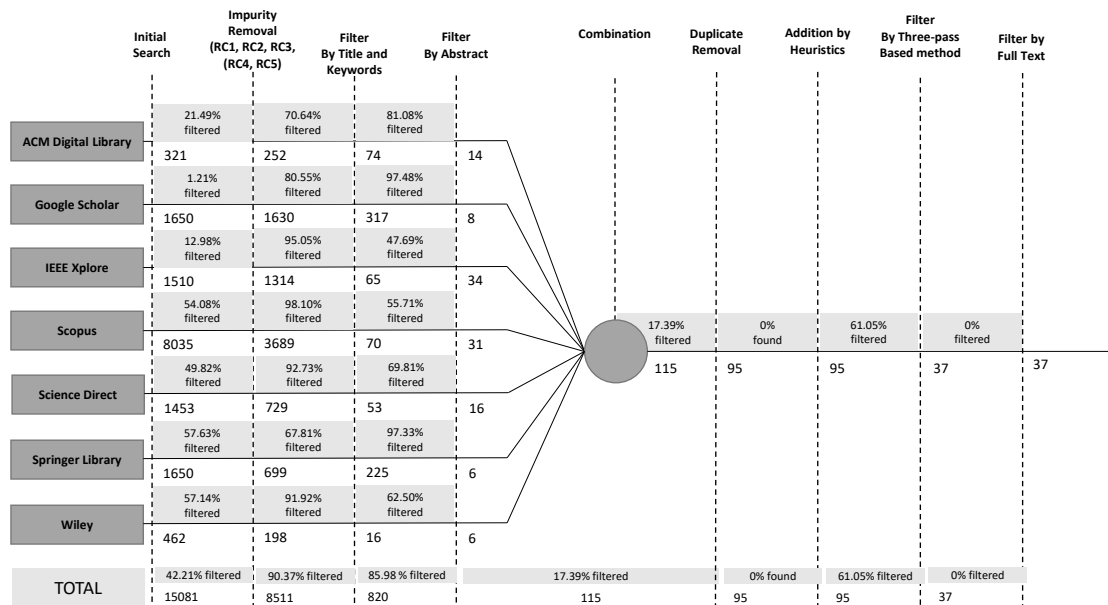 Initial
Search
Impurity
Removal
(RC1, RC2, RC3,
(RC4, RC5)
Filter
By Title and
Keywords
Filter
By Abstract
Combination
Duplicate
Removal
Addition by
Heuristics
Filter
By Three-pass
Based method
Filter by
Full Text
ACM Digital Library
21.49%
filtered
70.64%
filtered
81.08%
filtered
321
252
74
14
Google Scholar
1.21%
filtered
80.55%
filtered
97.48%
filtered
1650
1630
317
8
IEEE Xplore
12.98%
filtered
95.05%
filtered
47.69%
filtered
1510
1314
65
34
Scopus
54.08%
filtered
98.10%
filtered
55.71%
filtered
8035
3689
70
31
Science Direct
49.82%
filtered
92.73%
filtered
69.81%
filtered
1453
729
53
16
Springer Library
57.63%
filtered
67.81%
filtered
97.33%
filtered
1650
699
225
6
Wiley
57.14%
filtered
91.92%
filtered
62.50%
filtered
462
198
16
6
17.39%
filtered
0%
found
61.05%
filtered
0%
filtered
115
95
95
37
37
TOTAL
42.21% filtered
90.37% filtered
85.98 % filtered
17.39% filtered
0% found
61.05% filtered
0% filtered
15081
8511
820
115
95
95
37